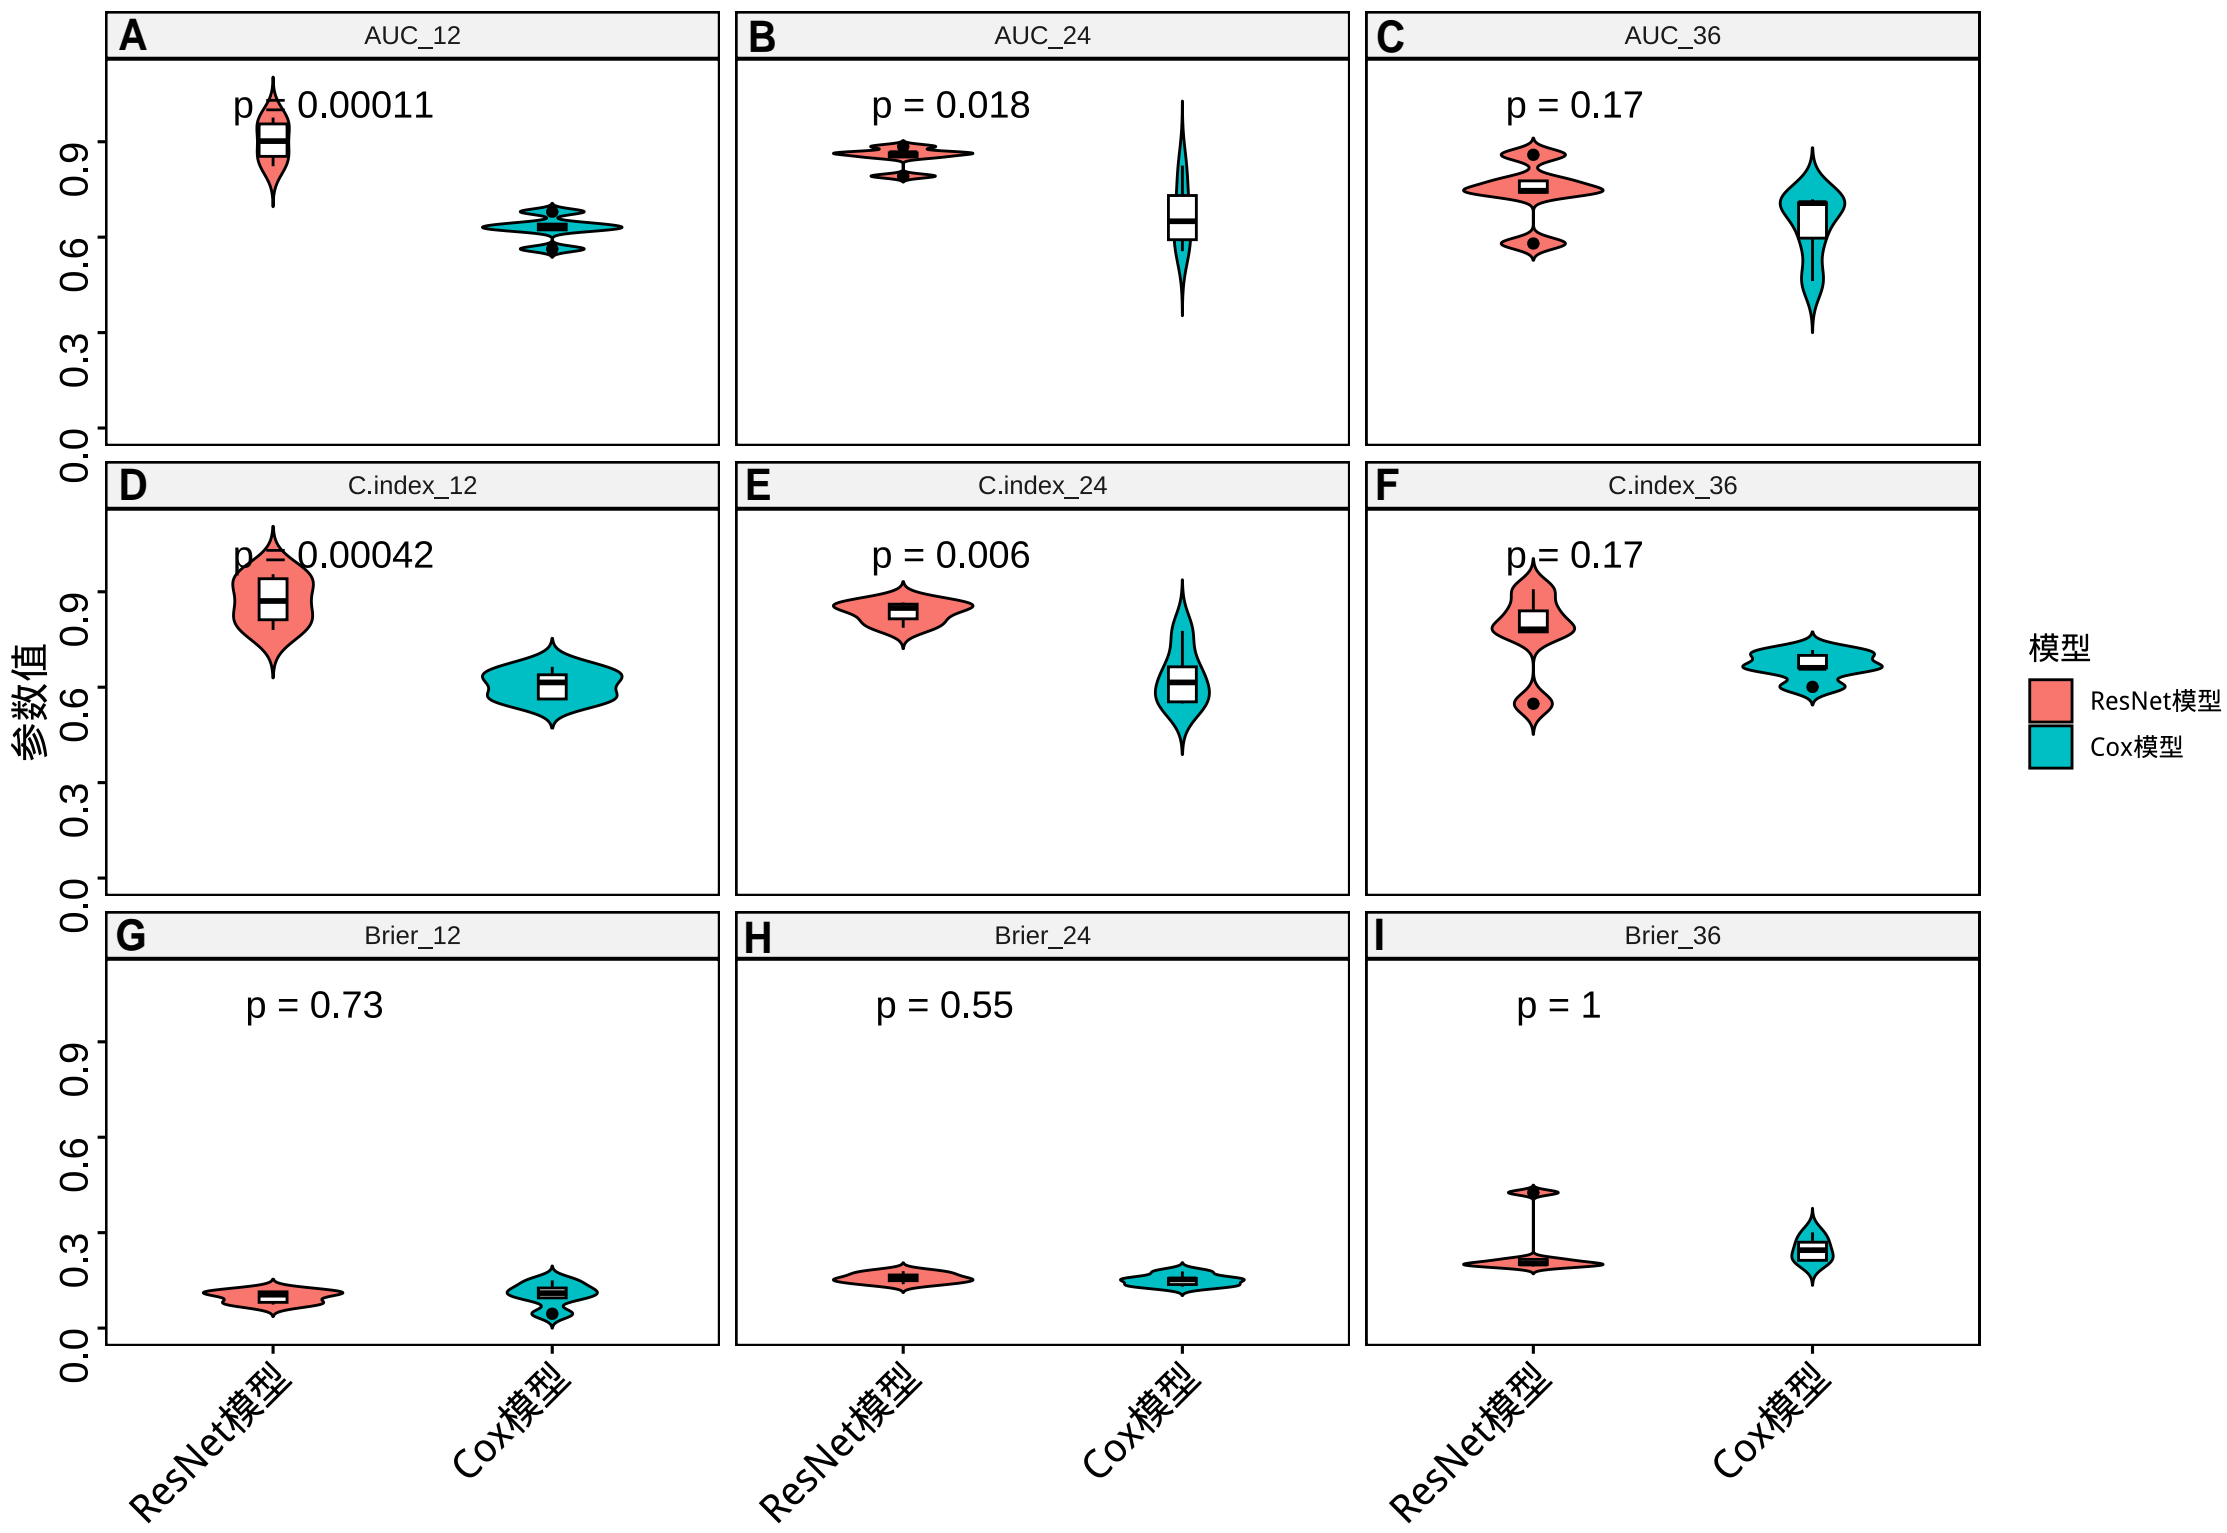 A
AUC_12
B
AUC_24
C
AUC_36
p = 0.00011
p = 0.018
p = 0.17
0.9
0.6
0.3
0.0
D
C.index_12
E
C.index_24
F
C.index_36
p = 0.00042
p = 0.006
p = 0.17
0.9
0.6
0.3
0.0
参数值
G
Brier_12
H
Brier_24
I
Brier_36
p = 0.73
p = 0.55
p = 1
0.9
0.6
0.3
0.0
ResNet模型
Cox模型
ResNet模型
Cox模型
ResNet模型
Cox模型
模型
ResNet模型
Cox模型